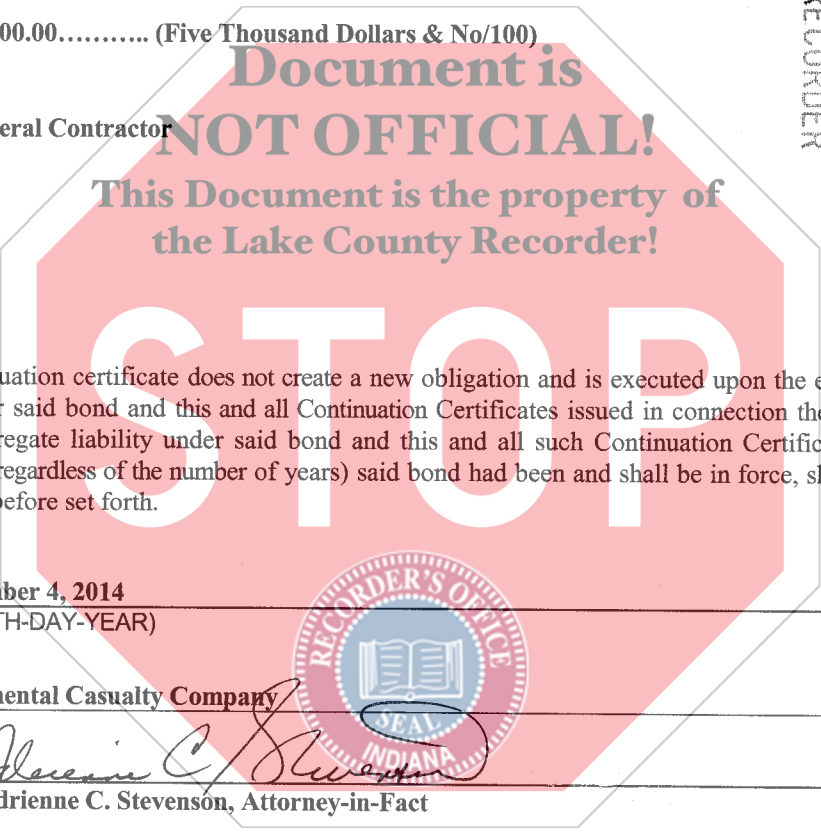 00.00……….. (Five Thousand Dollars & No/100)
RECORDER
Document is
eral Contractor
NOT OFFICIAL!
This Document is the property of
the Lake County Recorder!
STOP
uation certificate does not create a new obligation and is executed upon the e
r said bond and this and all Continuation Certificates issued in connection the
regate liability under said bond and this and all such Continuation Certific
regardless of the number of years) said bond had been and shall be in force, sh
before set forth.
ber 4, 2014
TH-DAY-YEAR)
RECORDER'S OFFICE
SEAL
INDIANA
nental Casualty Company
Adrienne C. Stevenson
drienne C. Stevenson, Attorney-in-Fact